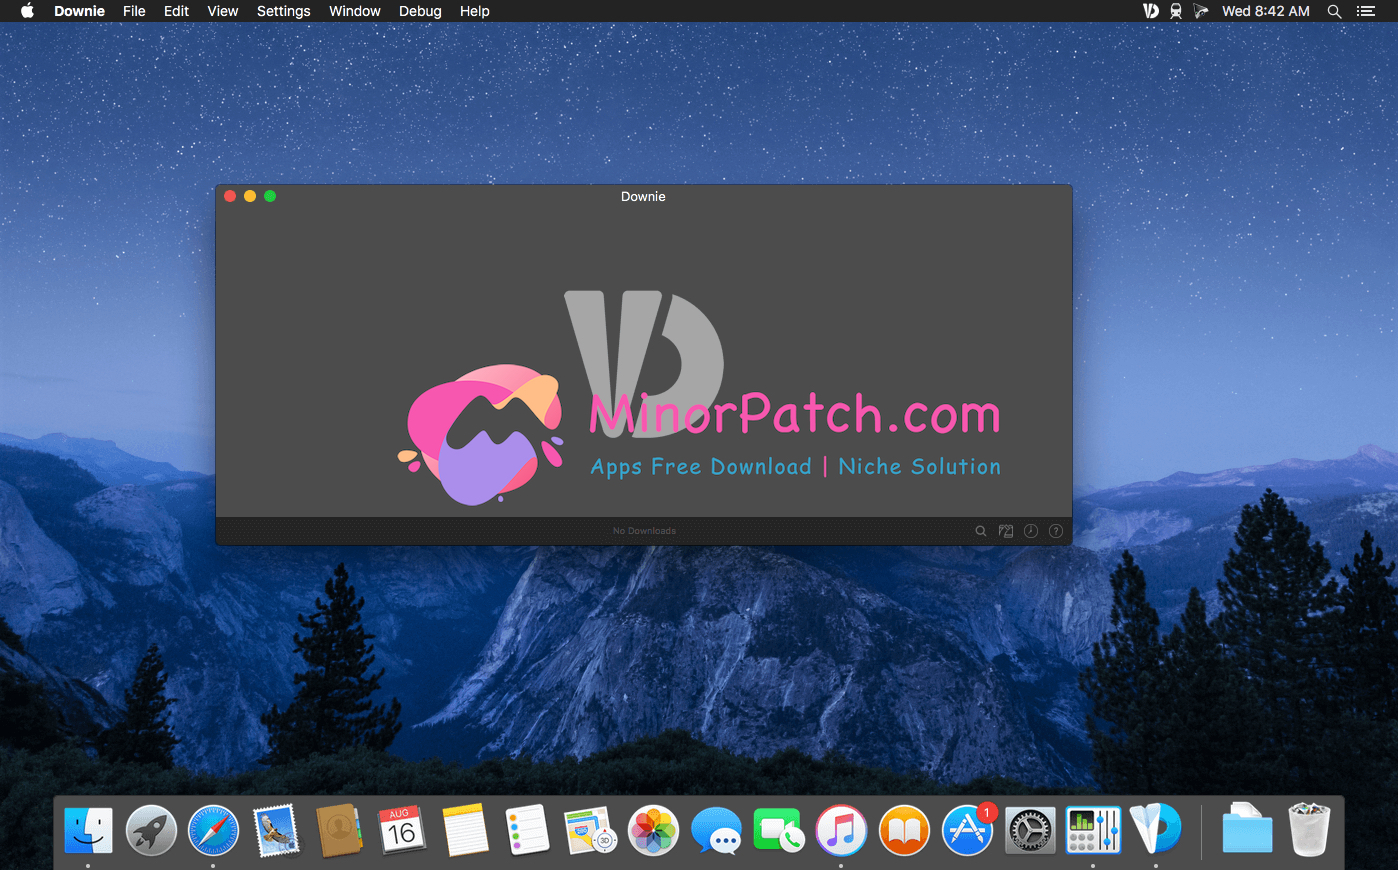 Downie File Edit View Settings Window Debug Help Wed 8:42 AM
Downie
MinorPatch.com
Apps Free Download | Niche Solution
No Downloads
?
AUG
16
3D
1